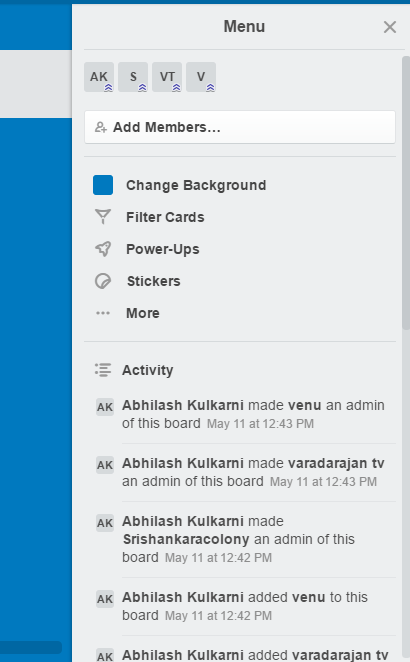 Menu
AK S VT V
Add Members…
Change Background
Filter Cards
Power-Ups
Stickers
More
Activity
AK Abhilash Kulkarni made venu an admin
of this board May 11 at 12:43 PM
AK Abhilash Kulkarni made varadarajan tv
an admin of this board May 11 at 12:43 PM
AK Abhilash Kulkarni made
Srishankaracolony an admin of this
board May 11 at 12:42 PM
AK Abhilash Kulkarni added venu to this
board May 11 at 12:42 PM
AK Abhilash Kulkarni added varadarajan tv